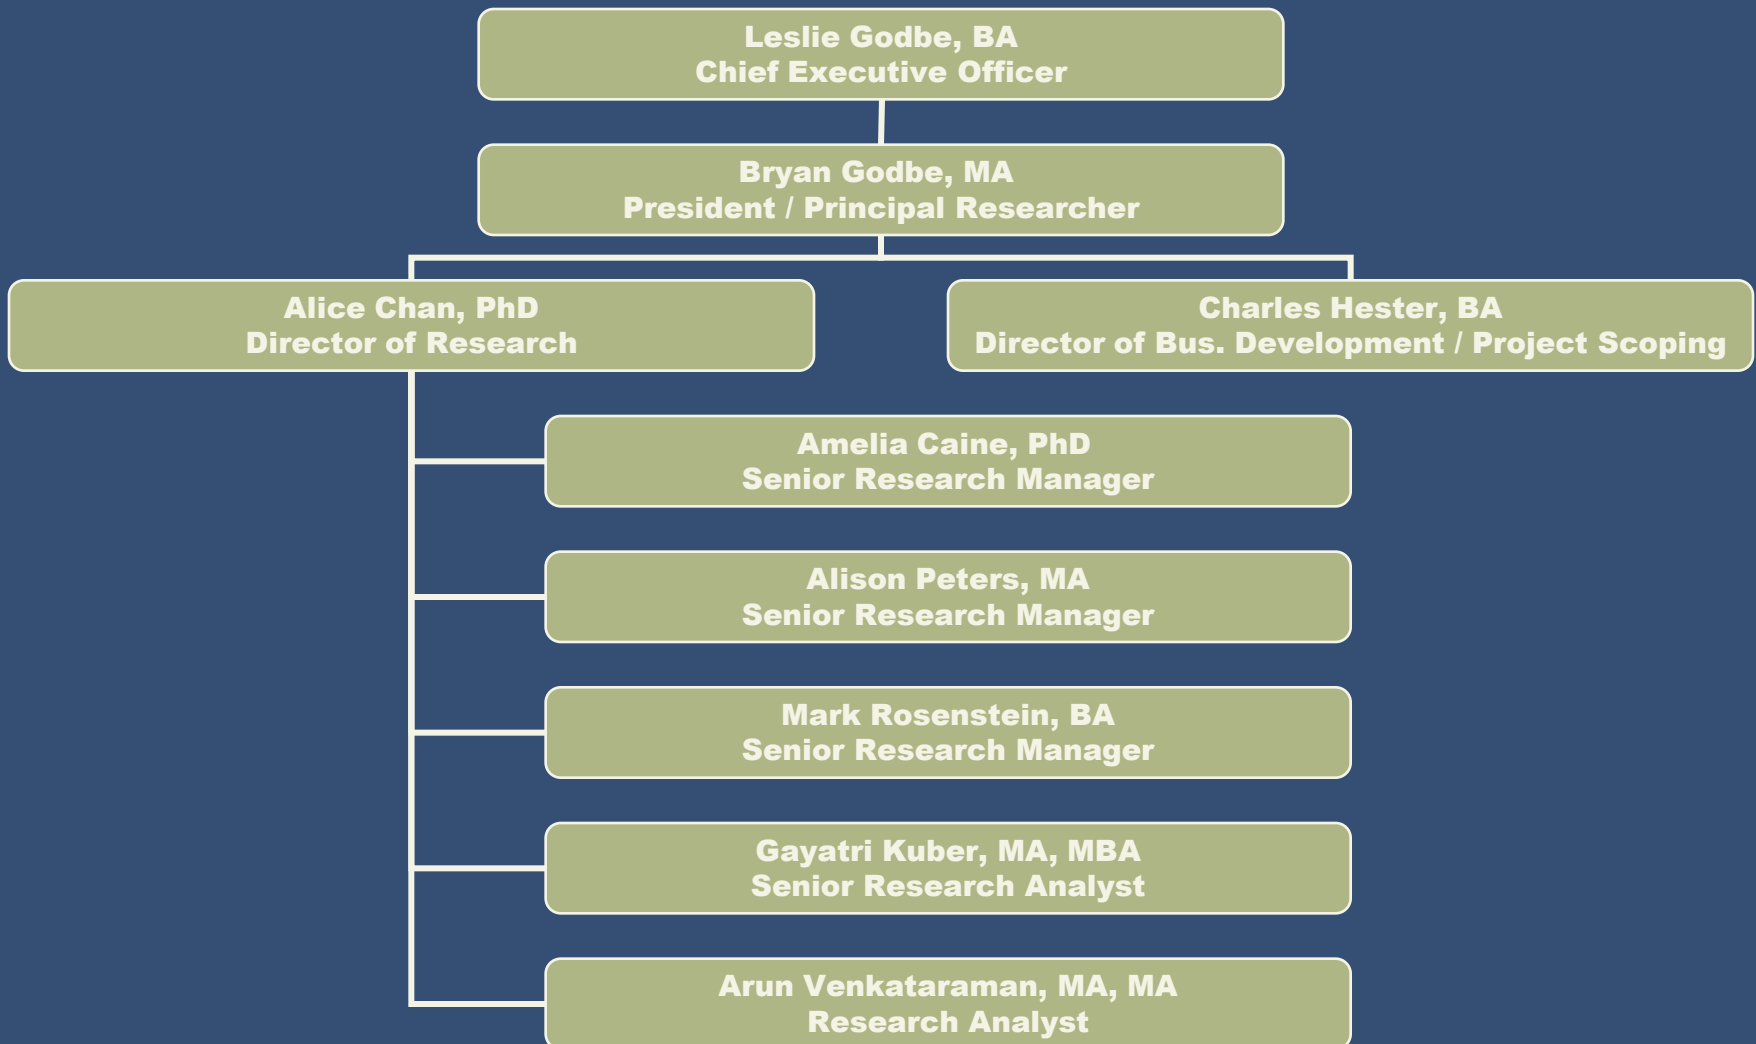 Leslie Godbe, BA
Chief Executive Officer
Bryan Godbe, MA
President / Principal Researcher
Alice Chan, PhD
Director of Research
Charles Hester, BA
Director of Bus. Development / Project Scoping
Amelia Caine, PhD
Senior Research Manager
Alison Peters, MA
Senior Research Manager
Mark Rosenstein, BA
Senior Research Manager
Gayatri Kuber, MA, MBA
Senior Research Analyst
Arun Venkataraman, MA, MA
Research Analyst